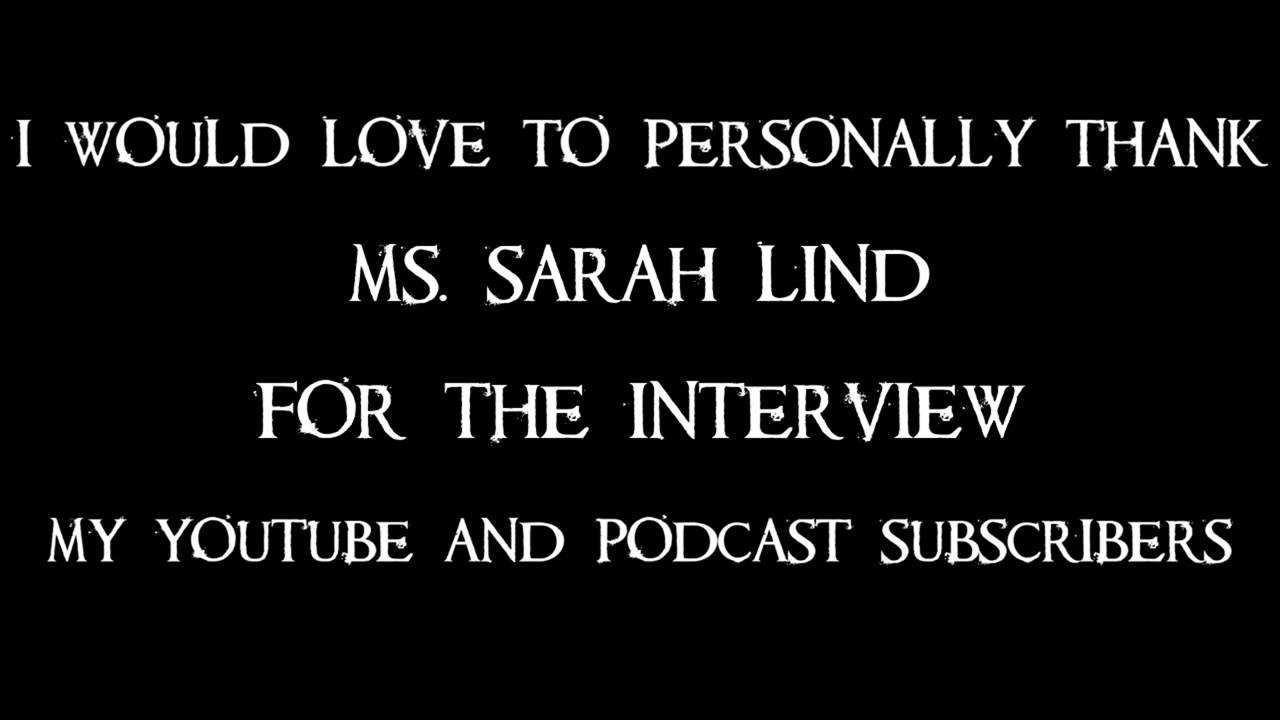 I WOULD LOVE TO PERSONALLY THANK
MS. SARAH LIND
FOR THE INTERVIEW
MY YOUTUBE AND PODCAST SUBSCRIBERS